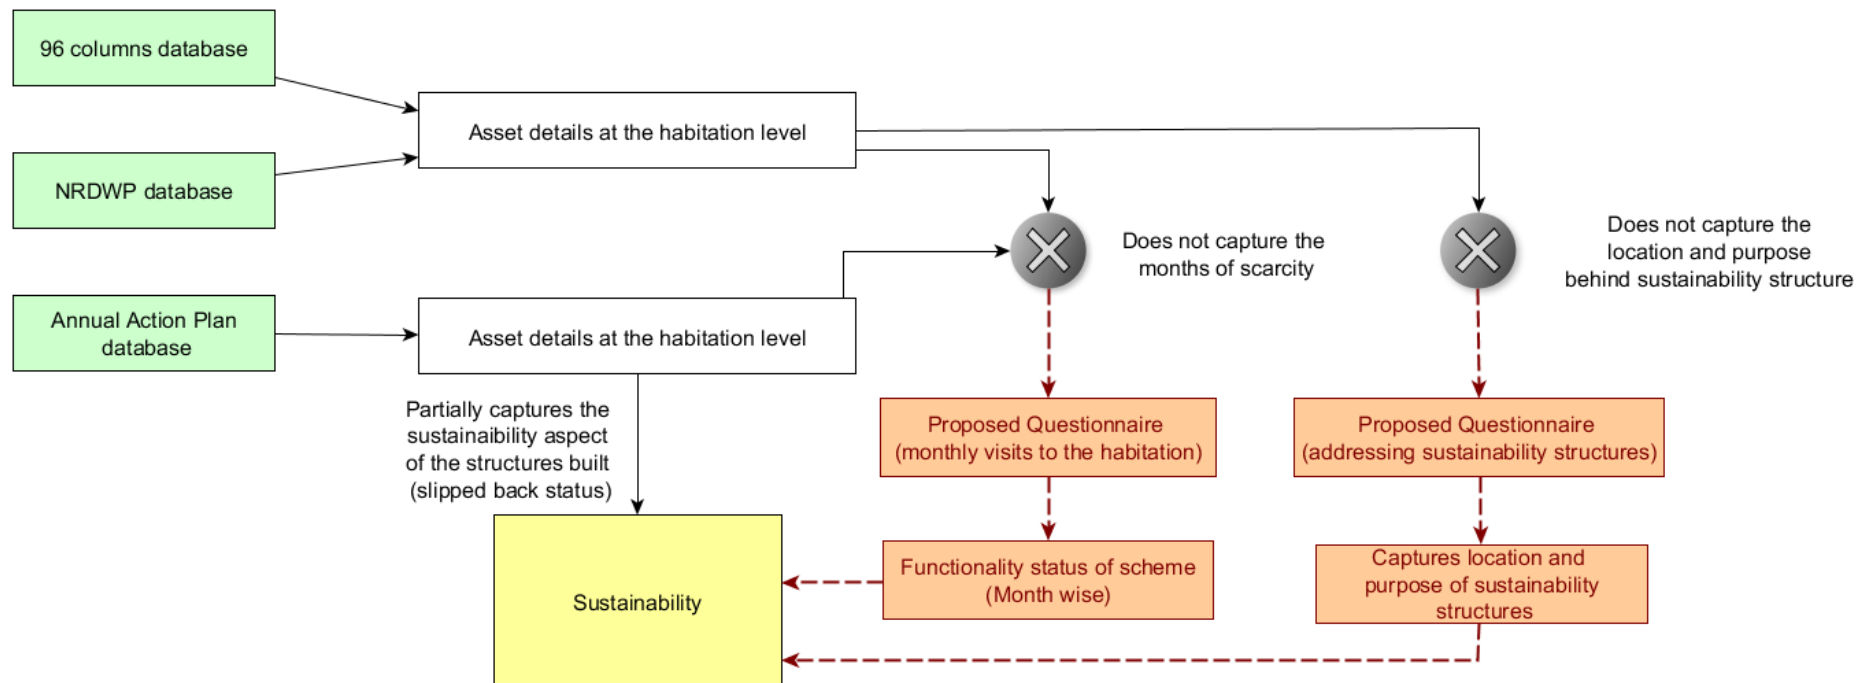 96 columns database
Asset details at the habitation level
NRDWP database
Does not capture the
months of scarcity
Does not capture the
location and purpose
behind sustainability structure
Annual Action Plan
database
Asset details at the habitation level
Partially captures the
sustainaibility aspect
of the structures built
(slipped back status)
Proposed Questionnaire
(monthly visits to the habitation)
Proposed Questionnaire
(addressing sustainability structures)
Sustainability
Functionality status of scheme
(Month wise)
Captures location and
purpose of sustainability
structures